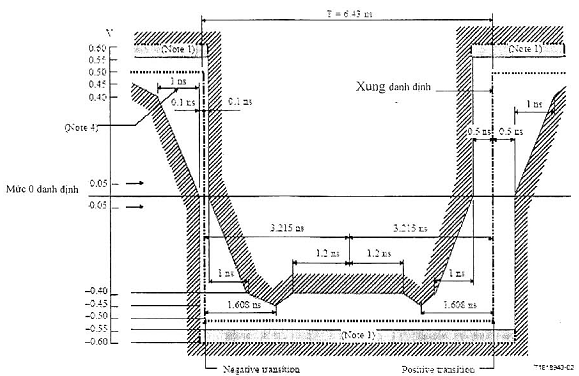 T = 6.43 ns
V
0.60
0.55
0.50
0.45
0.40
(Note 1)
(Note 1)
1 ns
0.1 ns
0.1 ns
Xung danh định
1 ns
(Note 4)
0.5 ns
0.5 ns
0.05
Mức 0 danh định
-0.05
3.215 ns
3.215 ns
1.2 ns
1.2 ns
1 ns
1 ns
-0.40
-0.45
-0.50
-0.55
-0.60
1.608 ns
1.608 ns
(Note 1)
Negative transition
Positive transition
T1818940-02